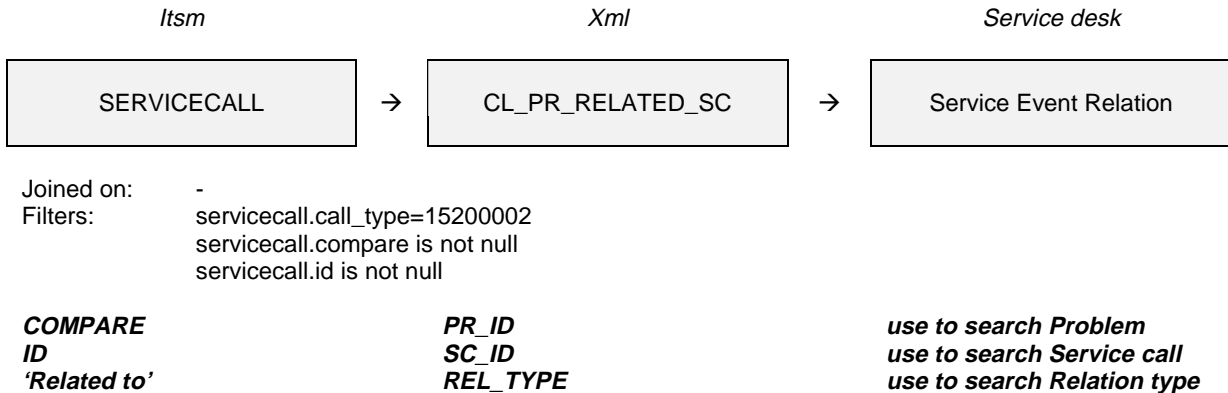 Itsm Xml Service desk
SERVICECALL → CL_PR_RELATED_SC → Service Event Relation
Joined on: -
Filters: servicecall.call_type=15200002
servicecall.compare is not null
servicecall.id is not null
COMPARE PR_ID use to search Problem
ID SC_ID use to search Service call
‘Related to’ REL_TYPE use to search Relation type